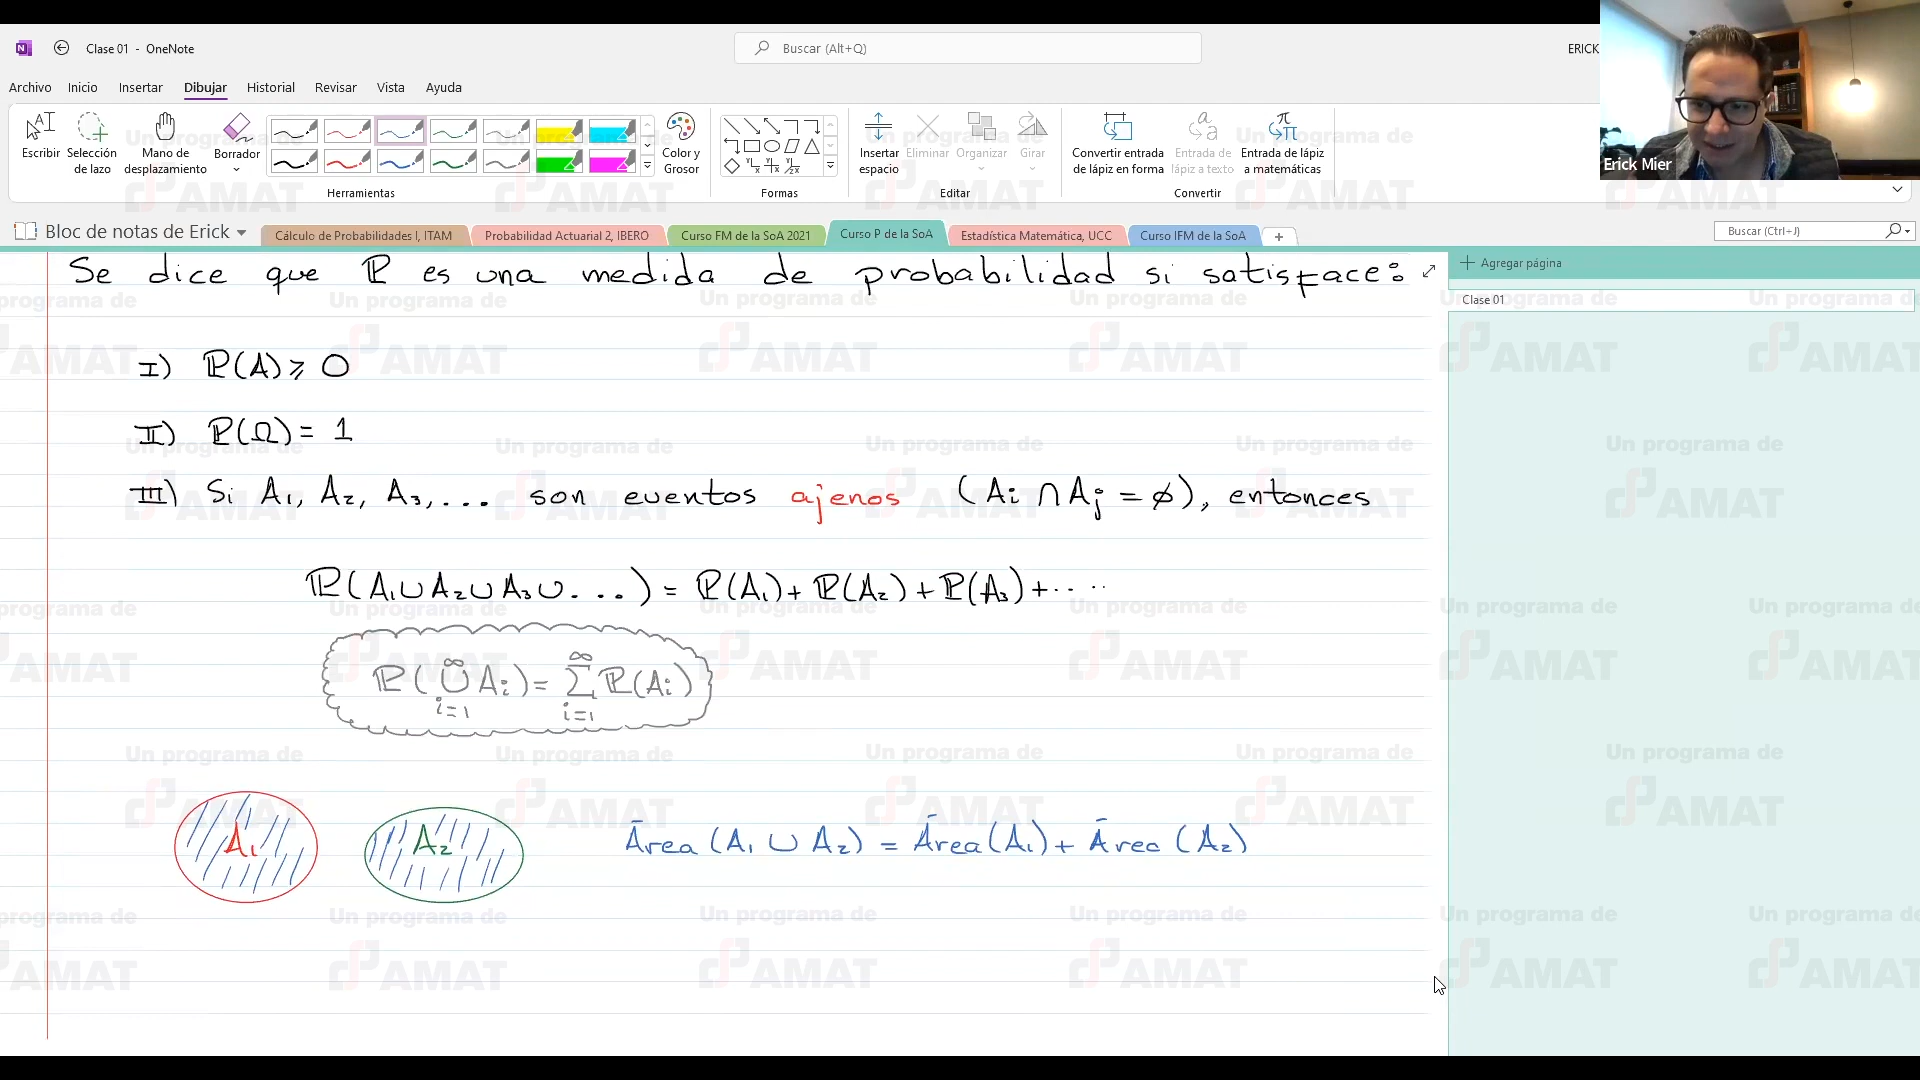 Clase 01 - OneNote
Buscar (Alt+Q)
ERICK
Archivo Inicio Insertar Dibujar Historial Revisar Vista Ayuda
Escribir
Selección de lazo
Mano de desplazamiento
Borrador
Color y Grosor
Insertar espacio
Eliminar
Organizar
Girar
Convertir entrada de lápiz en forma
Entrada de lápiz a texto
Entrada de lápiz a matemáticas
Herramientas
Formas
Editar
Convertir
Erick Mier
Bloc de notas de Erick
Cálculo de Probabilidades I, ITAM
Probabilidad Actuarial 2, IBERO
Curso FM de la SoA 2021
Curso P de la SoA
Estadística Matemática, UCC
Curso IFM de la SoA
Buscar (Ctrl+J)
Agregar página
Clase 01
Se dice que ℙ es una medida de probabilidad si satisface:
I) ℙ(A) ⩾ 0
II) ℙ(Ω) = 1
III) Si A₁, A₂, A₃, ... son eventos ajenos (Ai ∩ Aj = ∅), entonces
ℙ(A₁ ∪ A₂ ∪ A₃ ∪ ...) = ℙ(A₁) + ℙ(A₂) + ℙ(A₃) + ...
ℙ(⋃_{i=1}^{∞} Ai) = ∑_{i=1}^{∞} ℙ(Ai)
A₁ A₂ Área (A₁ ∪ A₂) = Área(A₁) + Área (A₂)
Un programa de
AMAT